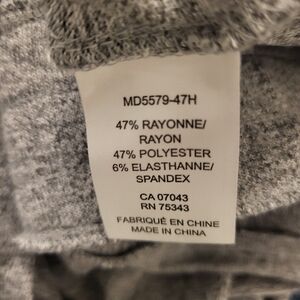 MD5579-47H
47% RAYONNE/
RAYON
47% POLYESTER
6% ELASTHANNE/
SPANDEX
CA 07043
RN 75343
FABRIQUÉ EN CHINE
MADE IN CHINA